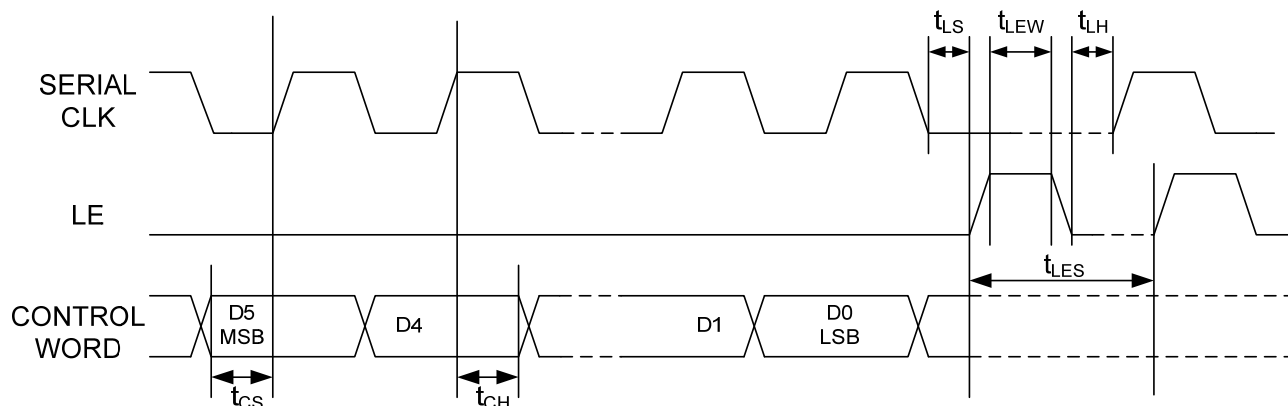 tLS tLEW tLH
SERIAL
CLK
LE
tLES
CONTROL
WORD
D5
MSB
D4
D1
D0
LSB
tCS
tCH